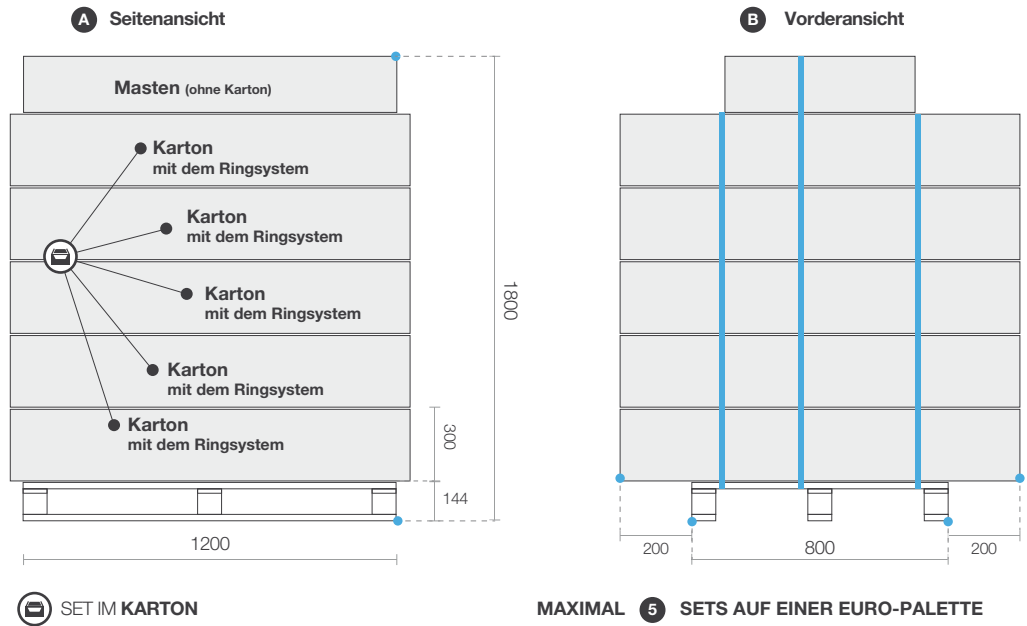 A Seitenansicht
B Vorderansicht
Masten (ohne Karton)
Karton
mit dem Ringsystem
Karton
mit dem Ringsystem
Karton
mit dem Ringsystem
Karton
mit dem Ringsystem
Karton
mit dem Ringsystem
1800
300
144
1200
200
800
200
SET IM KARTON
MAXIMAL 5 SETS AUF EINER EURO-PALETTE